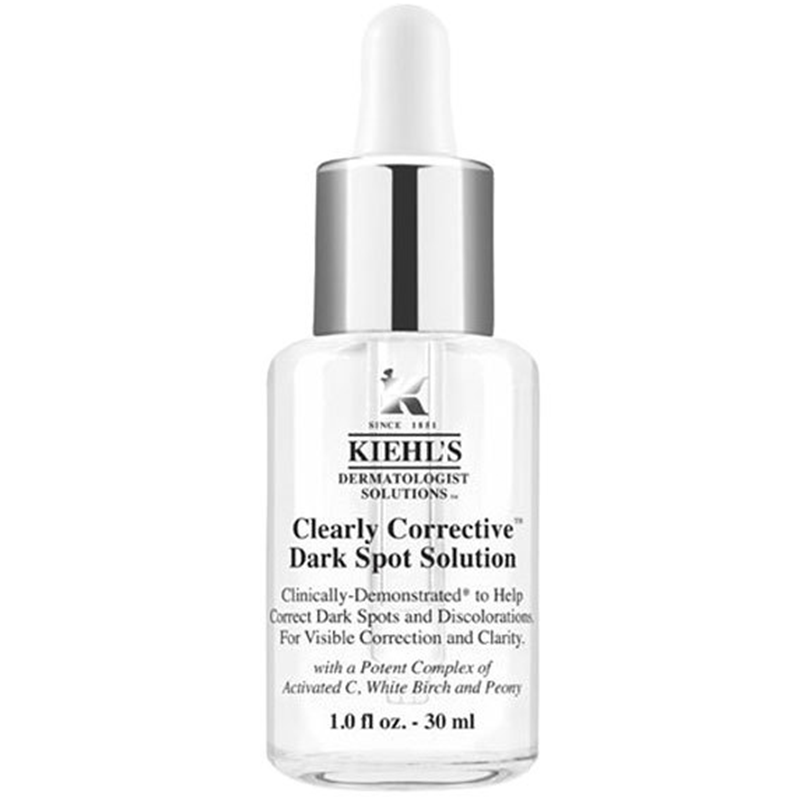 K
SINCE 1851
KIEHL'S
DERMATOLOGIST
SOLUTIONS™
Clearly Corrective™
Dark Spot Solution
Clinically-Demonstrated* to Help
Correct Dark Spots and Discolorations.
For Visible Correction and Clarity.
with a Potent Complex of
Activated C, White Birch and Peony
1.0 fl oz. - 30 ml